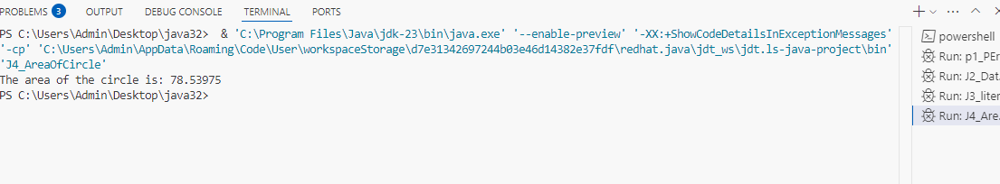 PROBLEMS 3 OUTPUT DEBUG CONSOLE TERMINAL PORTS
PS C:\Users\Admin\Desktop\java32>  & 'C:\Program Files\Java\jdk-23\bin\java.exe' '--enable-preview' '-XX:+ShowCodeDetailsInExceptionMessages'
'-cp' 'C:\Users\Admin\AppData\Roaming\Code\User\workspaceStorage\d7e31342697244b03e46d14382e37fdf\redhat.java\jdt_ws\jdt.ls-java-project\bin'
'J4_AreaOfCircle'
The area of the circle is: 78.53975
PS C:\Users\Admin\Desktop\java32>
powershell
Run: p1_PEr
Run: J2_Dat.
Run: J3_liter
Run: J4_Are.